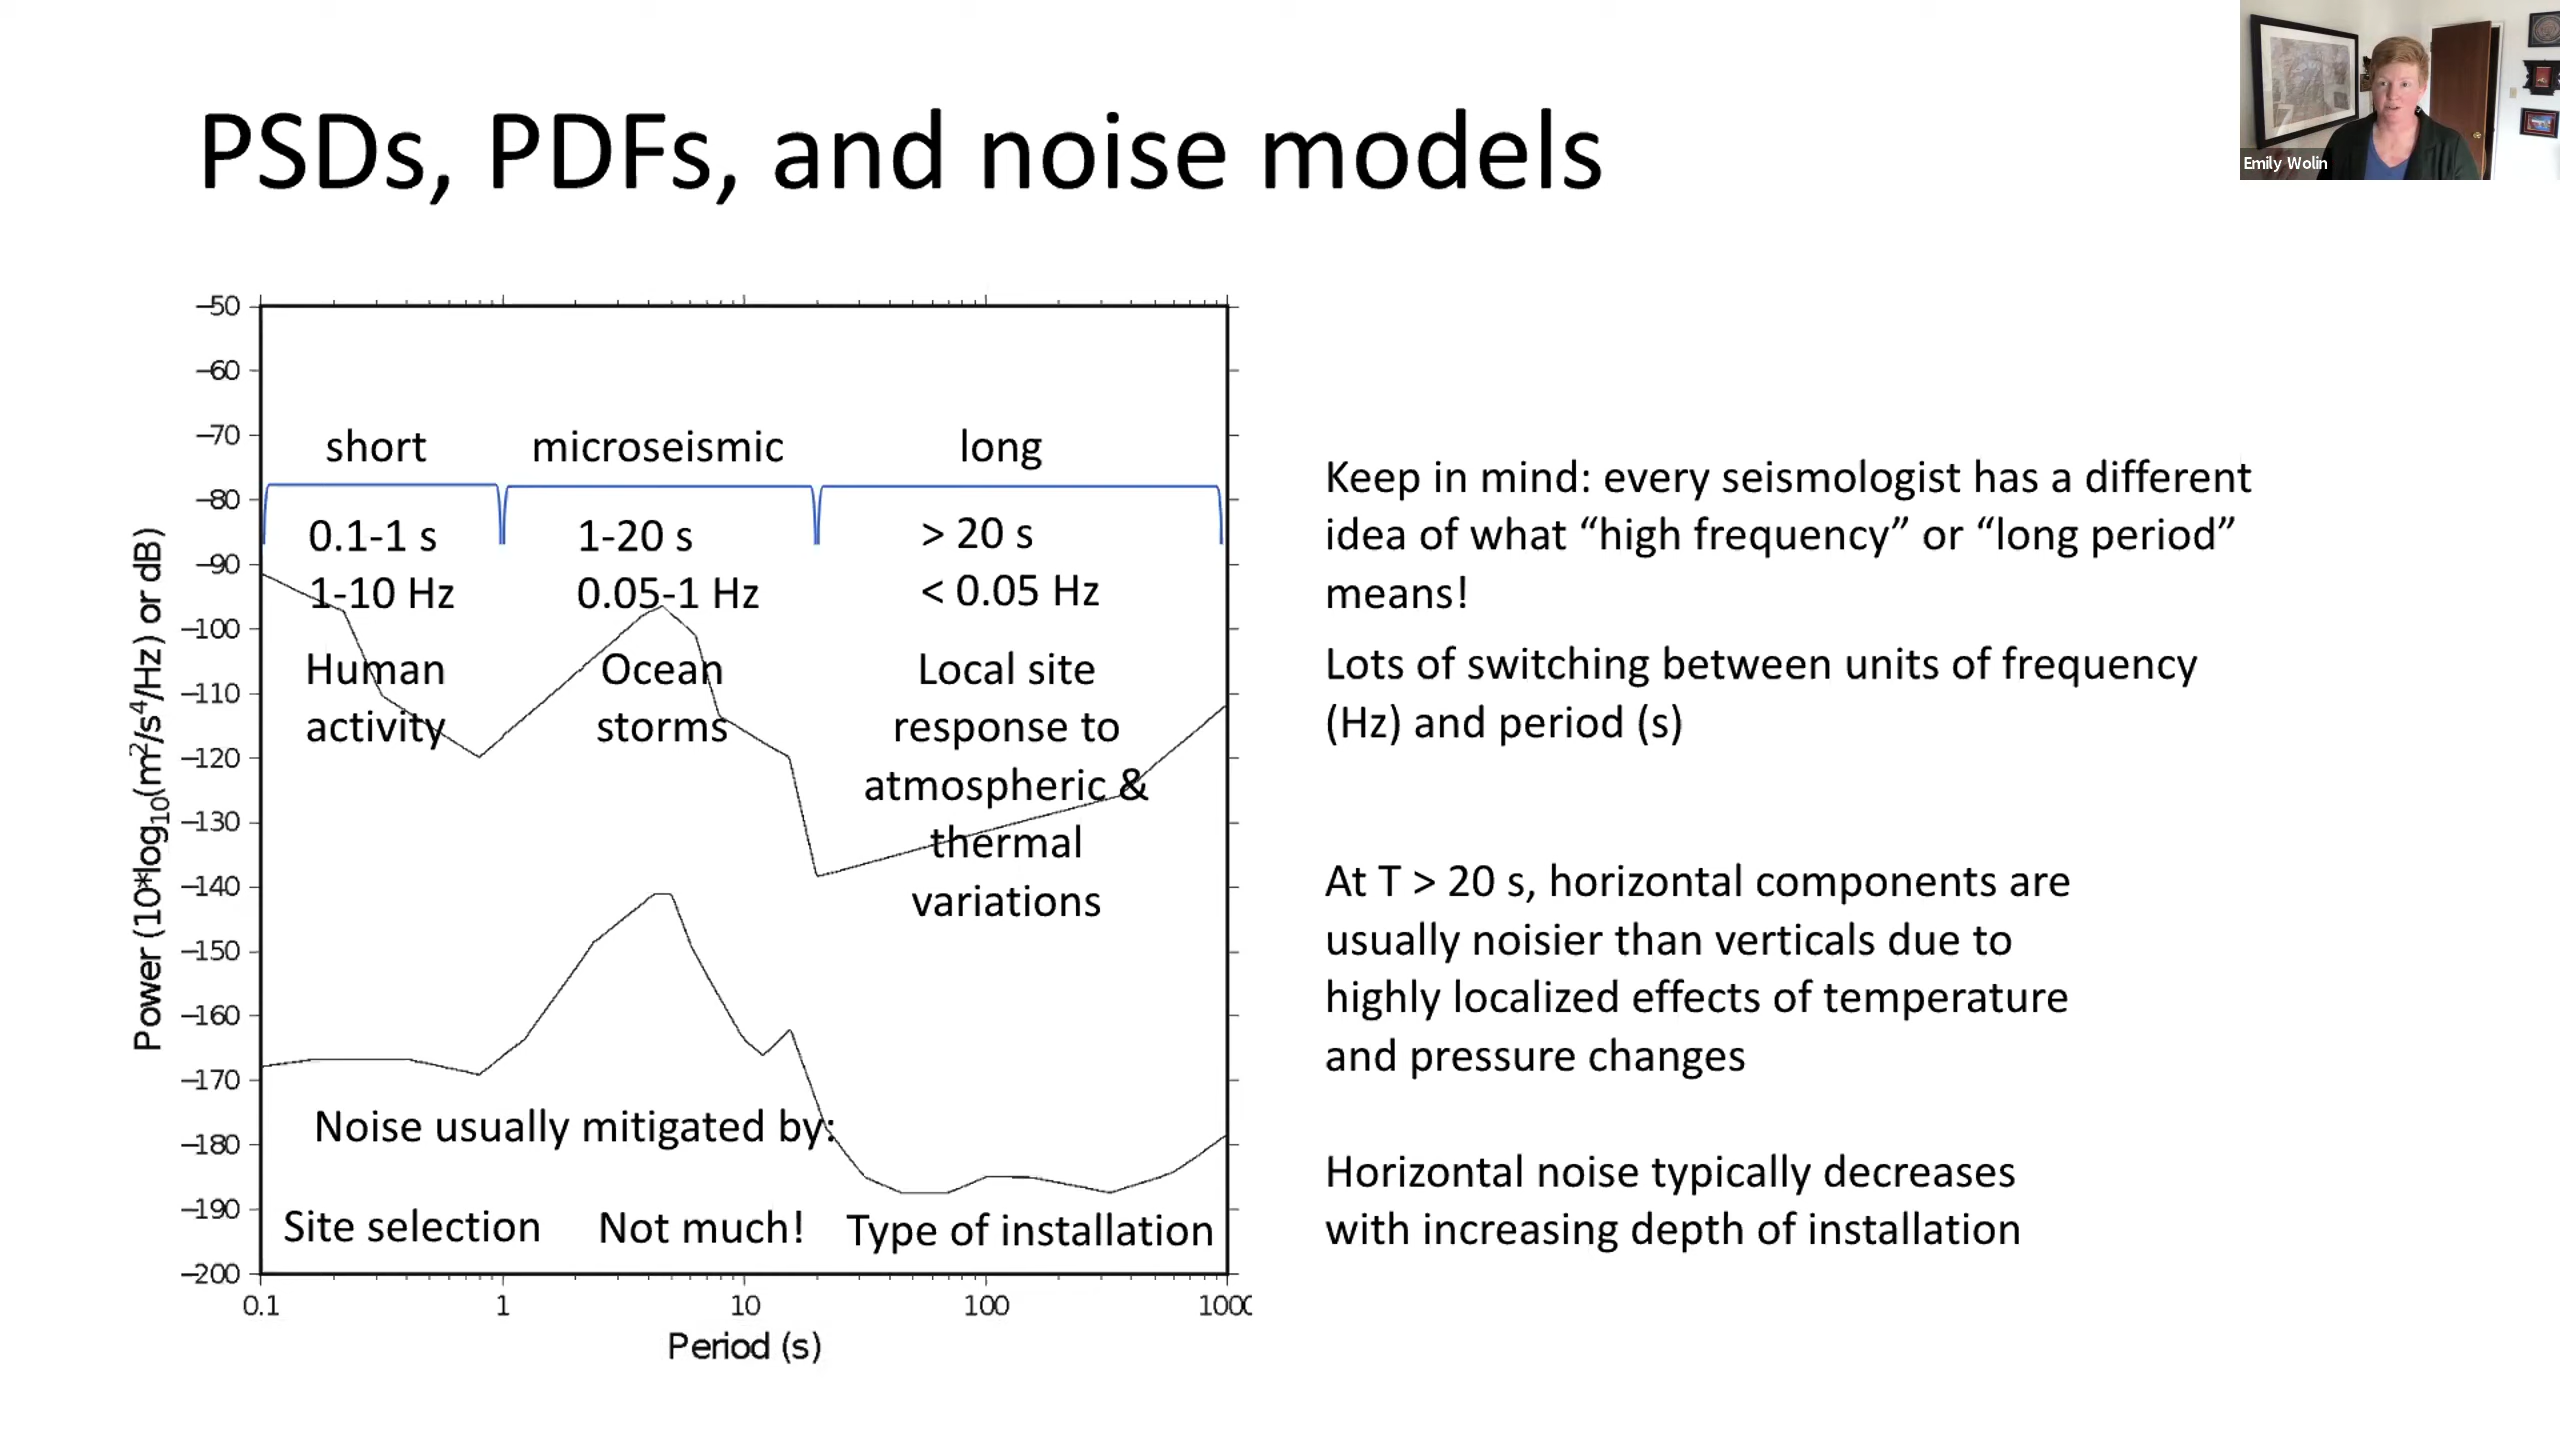 Emily Wolin
PSDs, PDFs, and noise models
Power (10*log10(m2/s4/Hz) or dB)
−50
−60
−70
−80
−90
−100
−110
−120
−130
−140
−150
−160
−170
−180
−190
−200
short
0.1-1 s
1-10 Hz
Human
activity
microseismic
1-20 s
0.05-1 Hz
Ocean
storms
long
> 20 s
< 0.05 Hz
Local site
response to
atmospheric &
thermal
variations
Noise usually mitigated by:
Site selection
Not much!
Type of installation
0.1
1
10
100
1000
Period (s)
Keep in mind: every seismologist has a different
idea of what “high frequency” or “long period”
means!
Lots of switching between units of frequency
(Hz) and period (s)
At T > 20 s, horizontal components are
usually noisier than verticals due to
highly localized effects of temperature
and pressure changes
Horizontal noise typically decreases
with increasing depth of installation